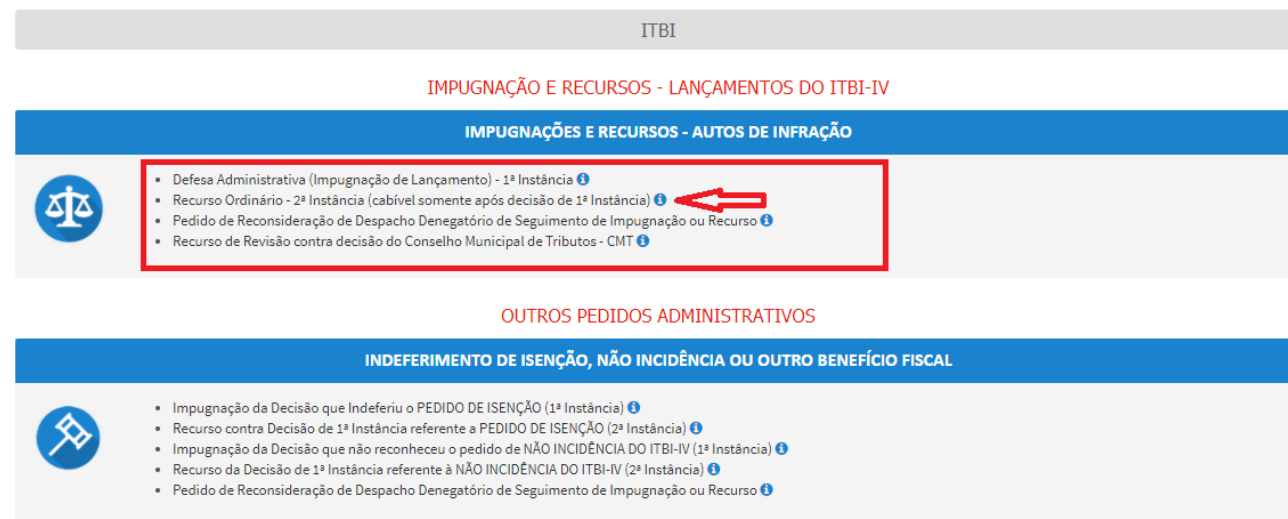 ITBI
IMPUGNAÇÃO E RECURSOS - LANÇAMENTOS DO ITBI-IV
IMPUGNAÇÕES E RECURSOS - AUTOS DE INFRAÇÃO
• Defesa Administrativa (Impugnação de Lançamento) - 1ª Instância
• Recurso Ordinário - 2ª Instância (cabível somente após decisão de 1ª Instância)
• Pedido de Reconsideração de Despacho Denegatório de Seguimento de Impugnação ou Recurso
• Recurso de Revisão contra decisão do Conselho Municipal de Tributos - CMT
OUTROS PEDIDOS ADMINISTRATIVOS
INDEFERIMENTO DE ISENÇÃO, NÃO INCIDÊNCIA OU OUTRO BENEFÍCIO FISCAL
• Impugnação da Decisão que Indeferiu o PEDIDO DE ISENÇÃO (1ª Instância)
• Recurso contra Decisão de 1ª Instância referente a PEDIDO DE ISENÇÃO (2ª Instância)
• Impugnação da Decisão que não reconheceu o pedido de NÃO INCIDÊNCIA DO ITBI-IV (1ª Instância)
• Recurso da Decisão de 1ª Instância referente à NÃO INCIDÊNCIA DO ITBI-IV (2ª Instância)
• Pedido de Reconsideração de Despacho Denegatório de Seguimento de Impugnação ou Recurso